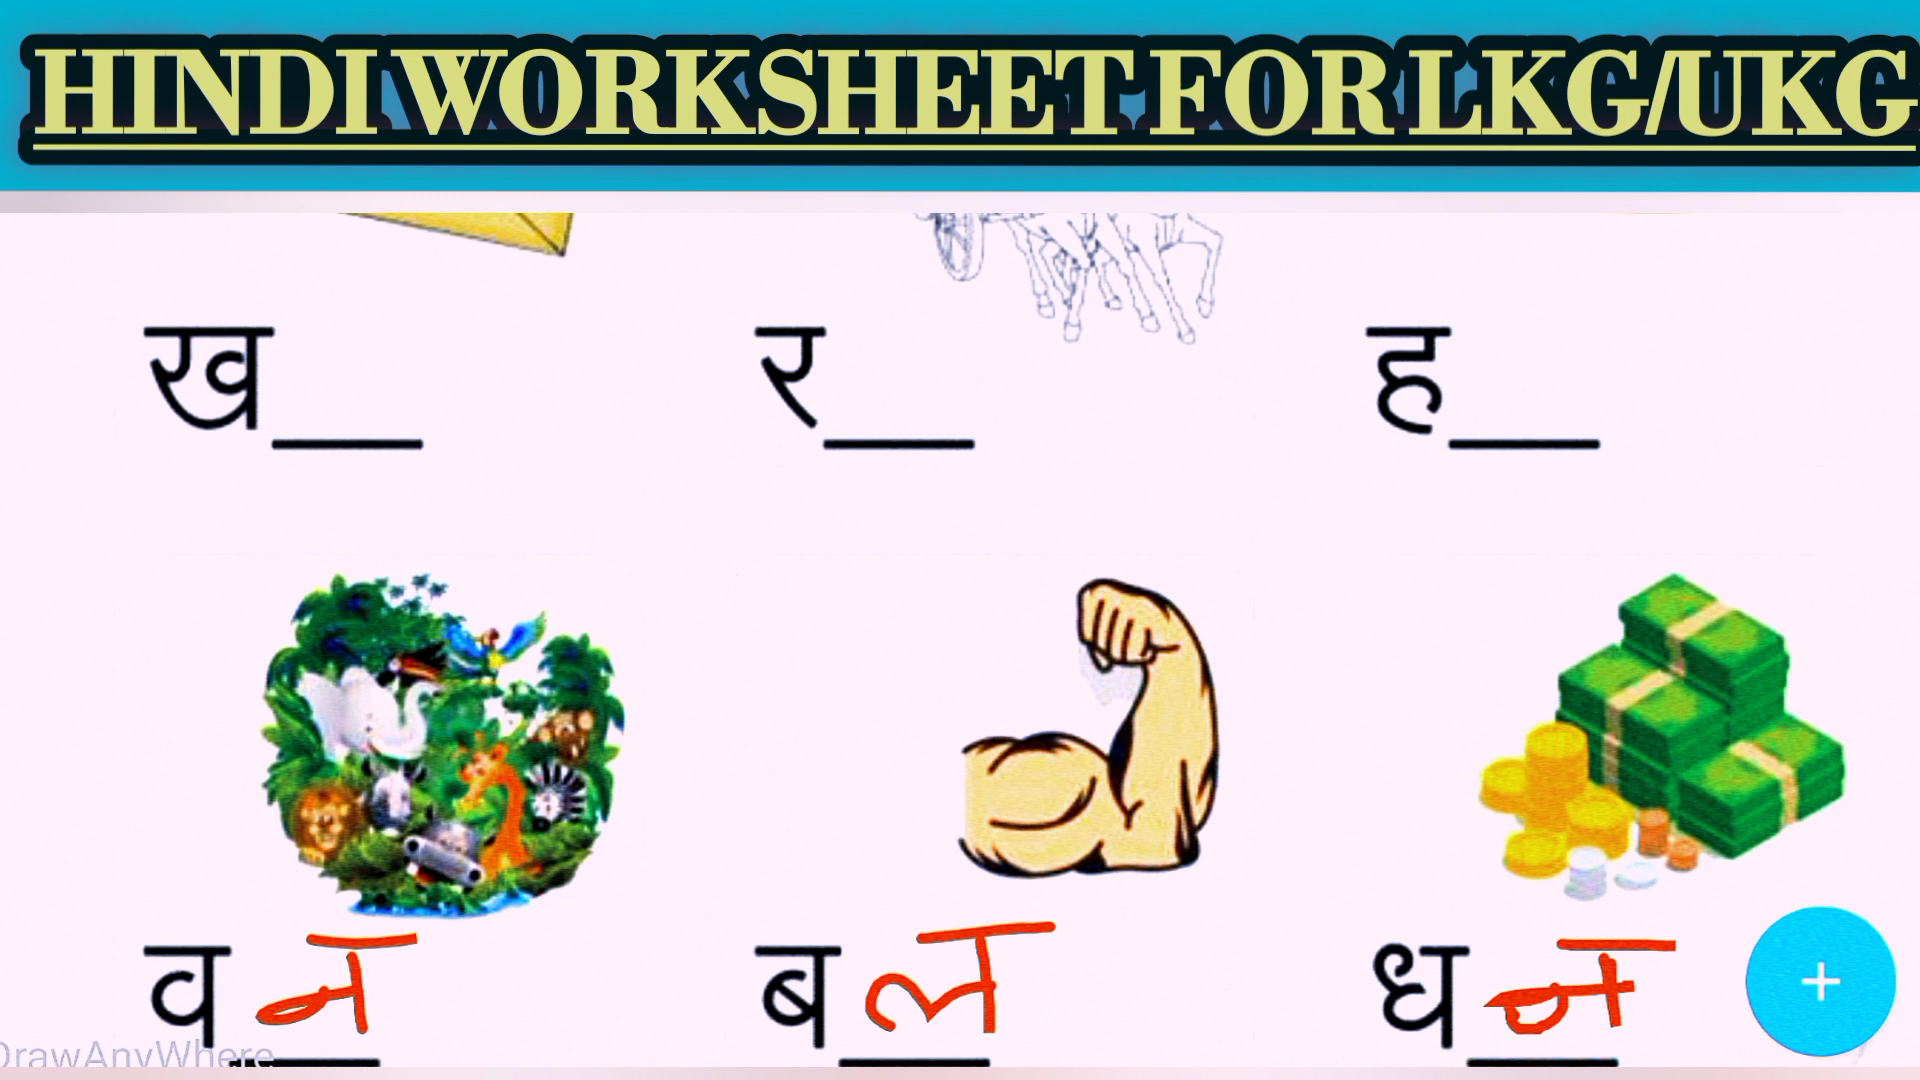 HINDI WORKSHEET FOR LKG/UKG
ख__ र__ ह__
वन बल धन
DrawAnyWhere